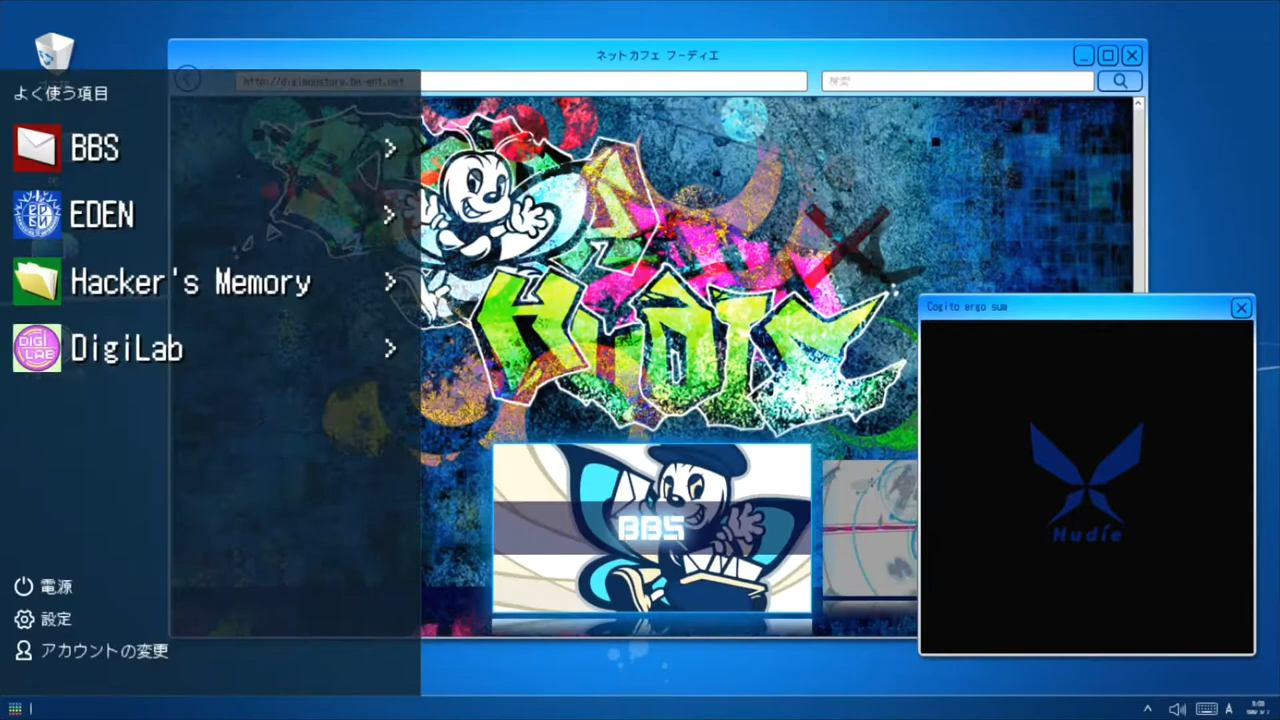 ネットカフェ フーディエ
http://digimonstory.bn-ent.net
検索
よく使う項目
BBS
EDEN
Hacker's Memory
DIGI
LAB
DigiLab
HUDIE
BBS
Cogito ergo sum
Hudie
電源
設定
アカウントの変更
A